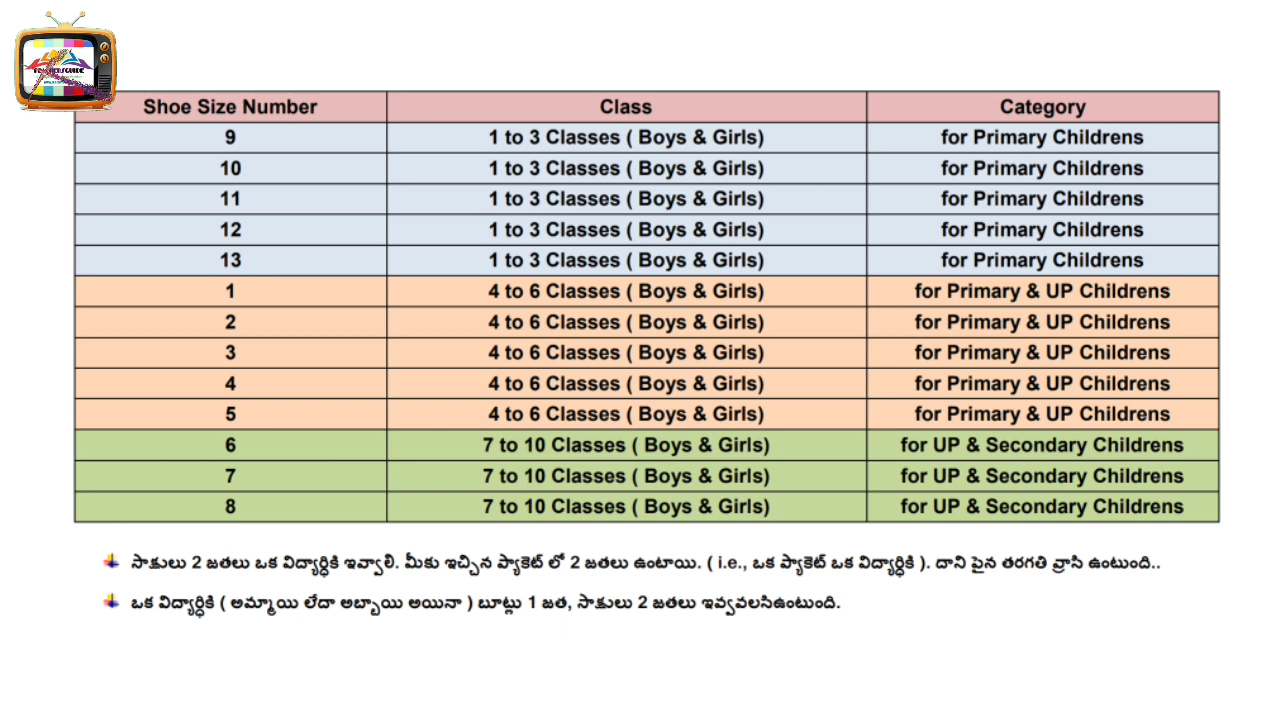 Shoe Size Number Class Category
9 1 to 3 Classes ( Boys & Girls) for Primary Childrens
10 1 to 3 Classes ( Boys & Girls) for Primary Childrens
11 1 to 3 Classes ( Boys & Girls) for Primary Childrens
12 1 to 3 Classes ( Boys & Girls) for Primary Childrens
13 1 to 3 Classes ( Boys & Girls) for Primary Childrens
1 4 to 6 Classes ( Boys & Girls) for Primary & UP Childrens
2 4 to 6 Classes ( Boys & Girls) for Primary & UP Childrens
3 4 to 6 Classes ( Boys & Girls) for Primary & UP Childrens
4 4 to 6 Classes ( Boys & Girls) for Primary & UP Childrens
5 4 to 6 Classes ( Boys & Girls) for Primary & UP Childrens
6 7 to 10 Classes ( Boys & Girls) for UP & Secondary Childrens
7 7 to 10 Classes ( Boys & Girls) for UP & Secondary Childrens
8 7 to 10 Classes ( Boys & Girls) for UP & Secondary Childrens
సాక్షులు 2 జతలు ఒక విద్యార్థికి ఇవ్వాలి. మీకు ఇచ్చిన ప్యాకెట్ లో 2 జతలు ఉంటాయి. ( i.e., ఒక ప్యాకెట్ ఒక విద్యార్థికి ). దాని పైన తరగతి వ్రాసి ఉంటుంది..
ఒక విద్యార్థికి ( అమ్మాయి లేదా అబ్బాయి అయినా ) బూట్లు 1 జత, సాక్షులు 2 జతలు ఇవ్వవలసిఉంటుంది.